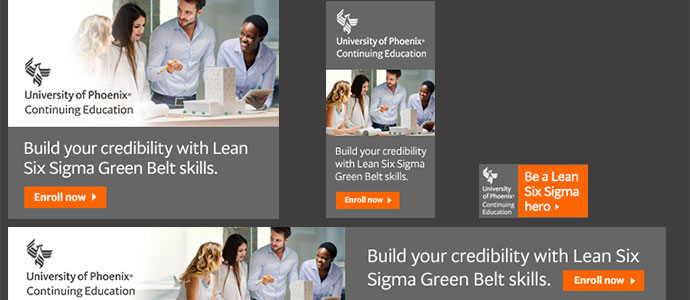 University of Phoenix®
Continuing Education
Build your credibility with Lean
Six Sigma Green Belt skills.
Enroll now
University of Phoenix®
Continuing Education
Build your credibility
with Lean Six Sigma
Green Belt skills.
Enroll now
University
of Phoenix®
Continuing
Education
Be a Lean
Six Sigma
hero
University of Phoenix®
Continuing Education
Build your credibility with Lean Six
Sigma Green Belt skills.
Enroll now